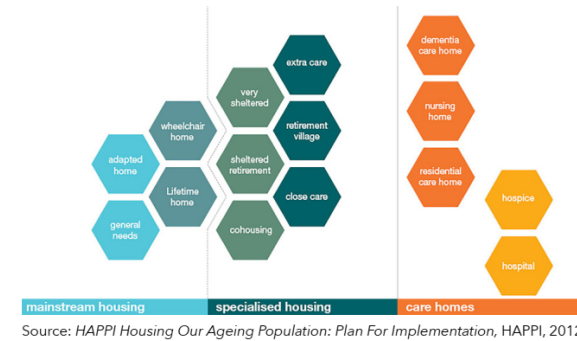 dementia
care home
extra care
very
sheltered
nursing
home
wheelchair
home
retirement
village
adapted
home
sheltered
retirement
residential
care home
Lifetime
home
close care
hospice
general
needs
cohousing
hospital
mainstream housing
specialised housing
care homes
Source: HAPPI Housing Our Ageing Population: Plan For Implementation, HAPPI, 2012